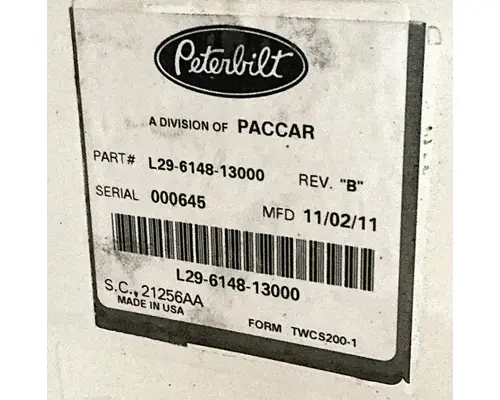 Peterbilt
A DIVISION OF PACCAR
PART# L29-6148-13000 REV. "B"
SERIAL 000645 MFD 11/02/11
L29-6148-13000
S.C., 21256AA
MADE IN USA
FORM TWCS200-1